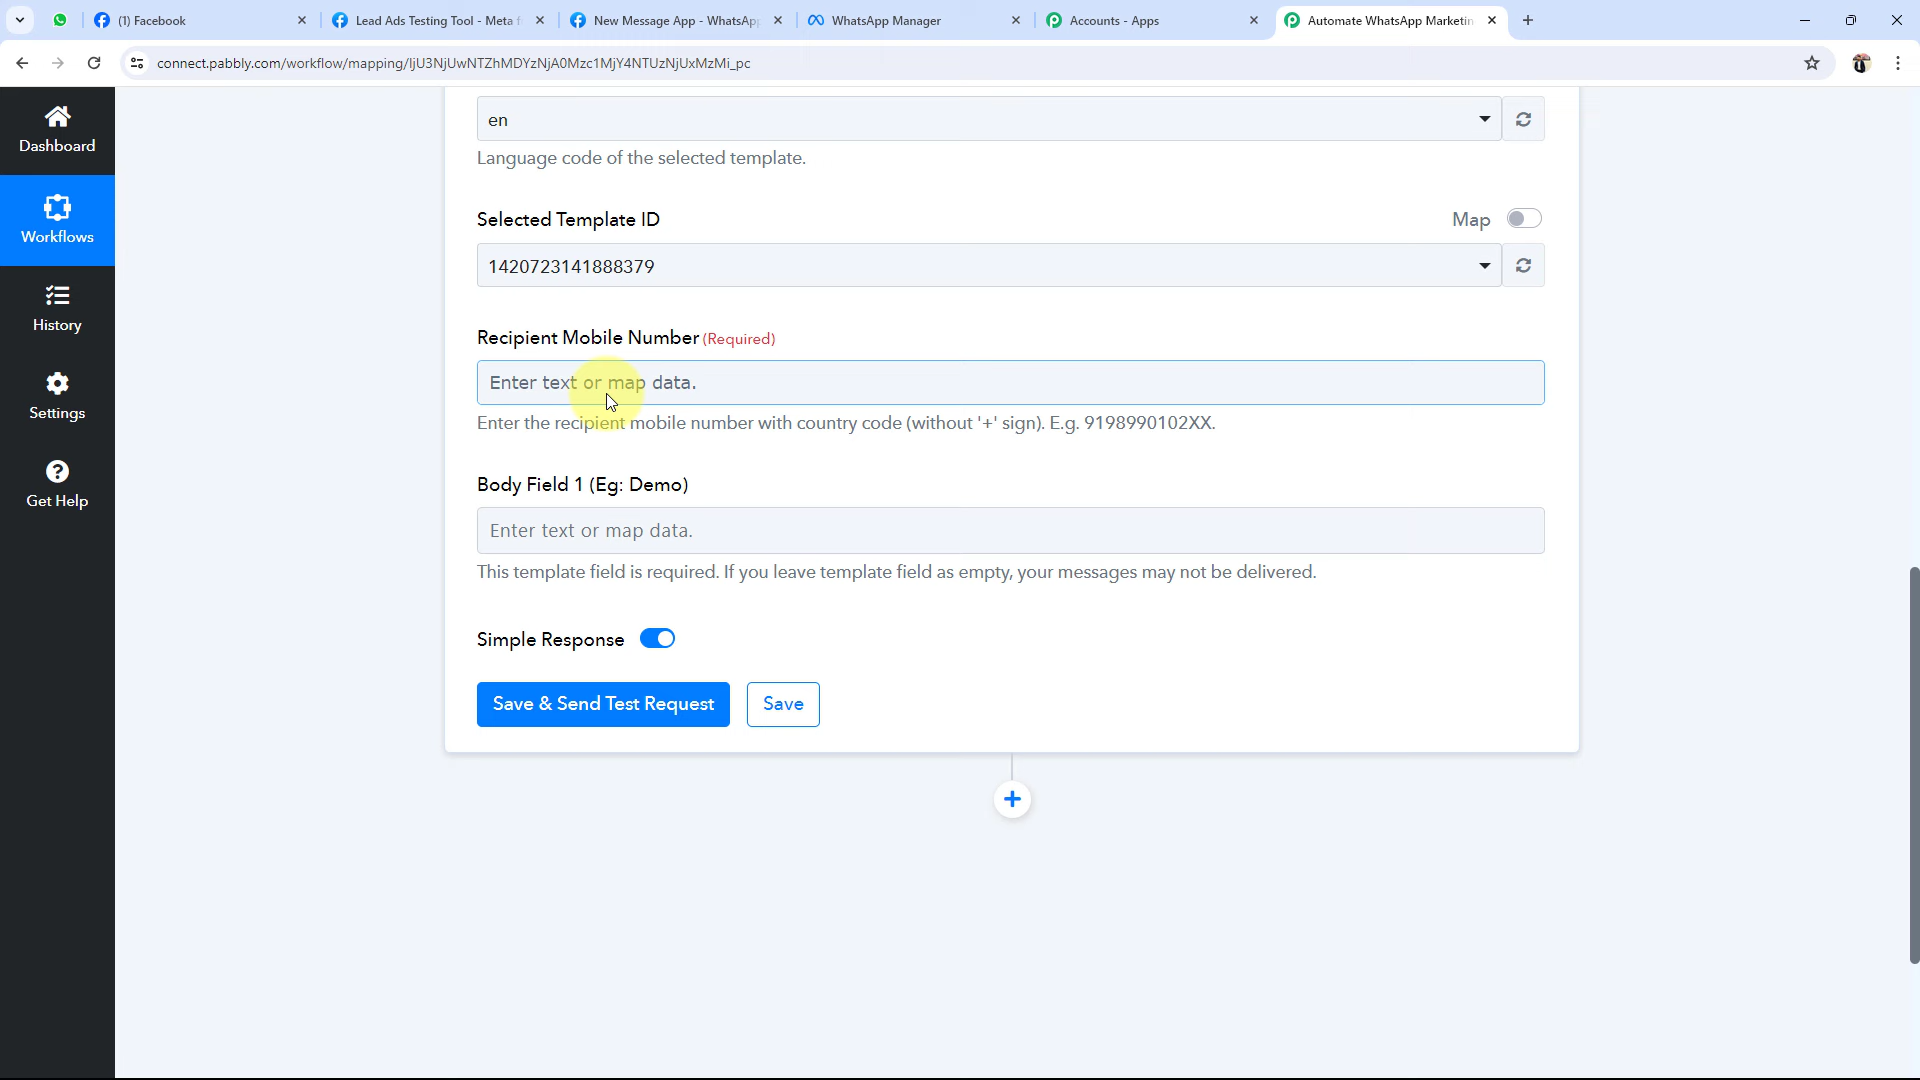 (1) Facebook
Lead Ads Testing Tool - Meta f
New Message App - WhatsAp
WhatsApp Manager
Accounts - Apps
Automate WhatsApp Marketin
connect.pabbly.com/workflow/mapping/IjU3NjUwNTZhMDYzNjA0Mzc1MjY4NTUzNjUxMzMi_pc
Dashboard
Workflows
History
Settings
Get Help
en
Language code of the selected template.
Selected Template ID
Map
1420723141888379
Recipient Mobile Number (Required)
Enter text or map data.
Enter the recipient mobile number with country code (without '+' sign). E.g. 9198990102XX.
Body Field 1 (Eg: Demo)
Enter text or map data.
This template field is required. If you leave template field as empty, your messages may not be delivered.
Simple Response
Save & Send Test Request
Save